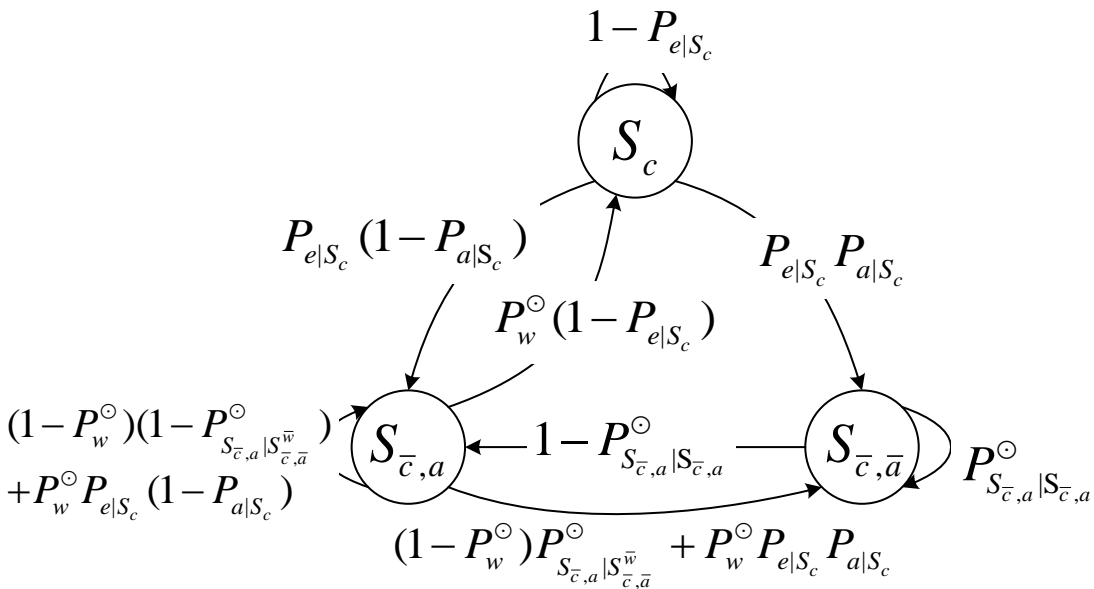 1 − P_{e|S_c}
S_c
P_{e|S_c}(1 − P_{a|S_c})
P_{e|S_c} P_{a|S_c}
P_w^⊙(1 − P_{e|S_c})
(1 − P_w^⊙)(1 − P^⊙_{S_{c̄,a}|S^{w̄}_{c̄,ā}})
+ P_w^⊙ P_{e|S_c}(1 − P_{a|S_c})
S_{c̄,a}
1 − P^⊙_{S_{c̄,a}|S_{c̄,a}}
S_{c̄,ā}
P^⊙_{S_{c̄,a}|S_{c̄,a}}
(1 − P_w^⊙)P^⊙_{S_{c̄,a}|S^{w̄}_{c̄,ā}} + P_w^⊙ P_{e|S_c} P_{a|S_c}